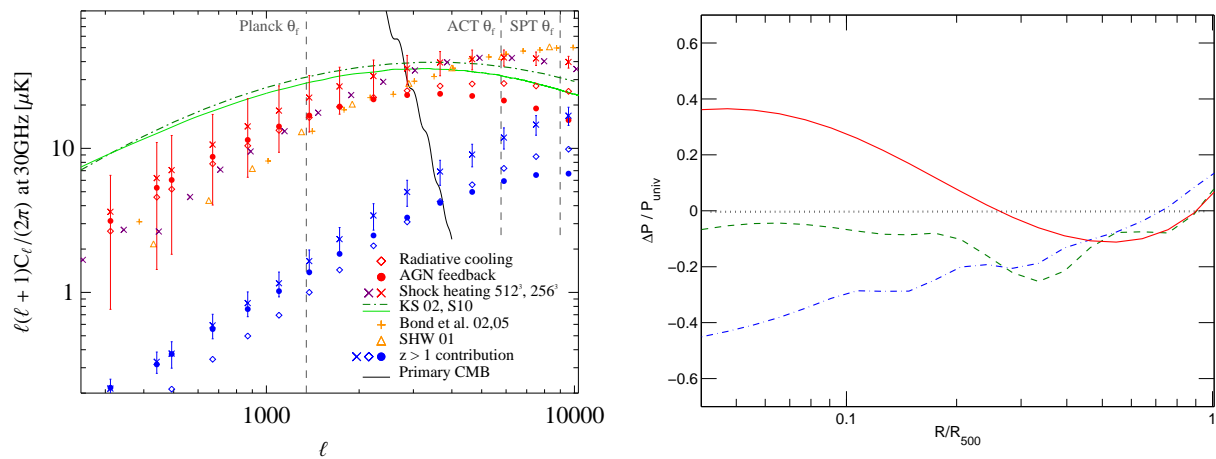 Planck θf
ACT θf
SPT θf
ℓ(ℓ + 1)Cℓ/(2π) at 30GHz [μK]
10
1
Radiative cooling
AGN feedback
Shock heating 512³, 256³
KS 02, S10
Bond et al. 02,05
SHW 01
z > 1 contribution
Primary CMB
1000
10000
ℓ
0.6
0.4
0.2
0
−0.2
−0.4
−0.6
ΔP / Puniv
0.1
1
R/R500